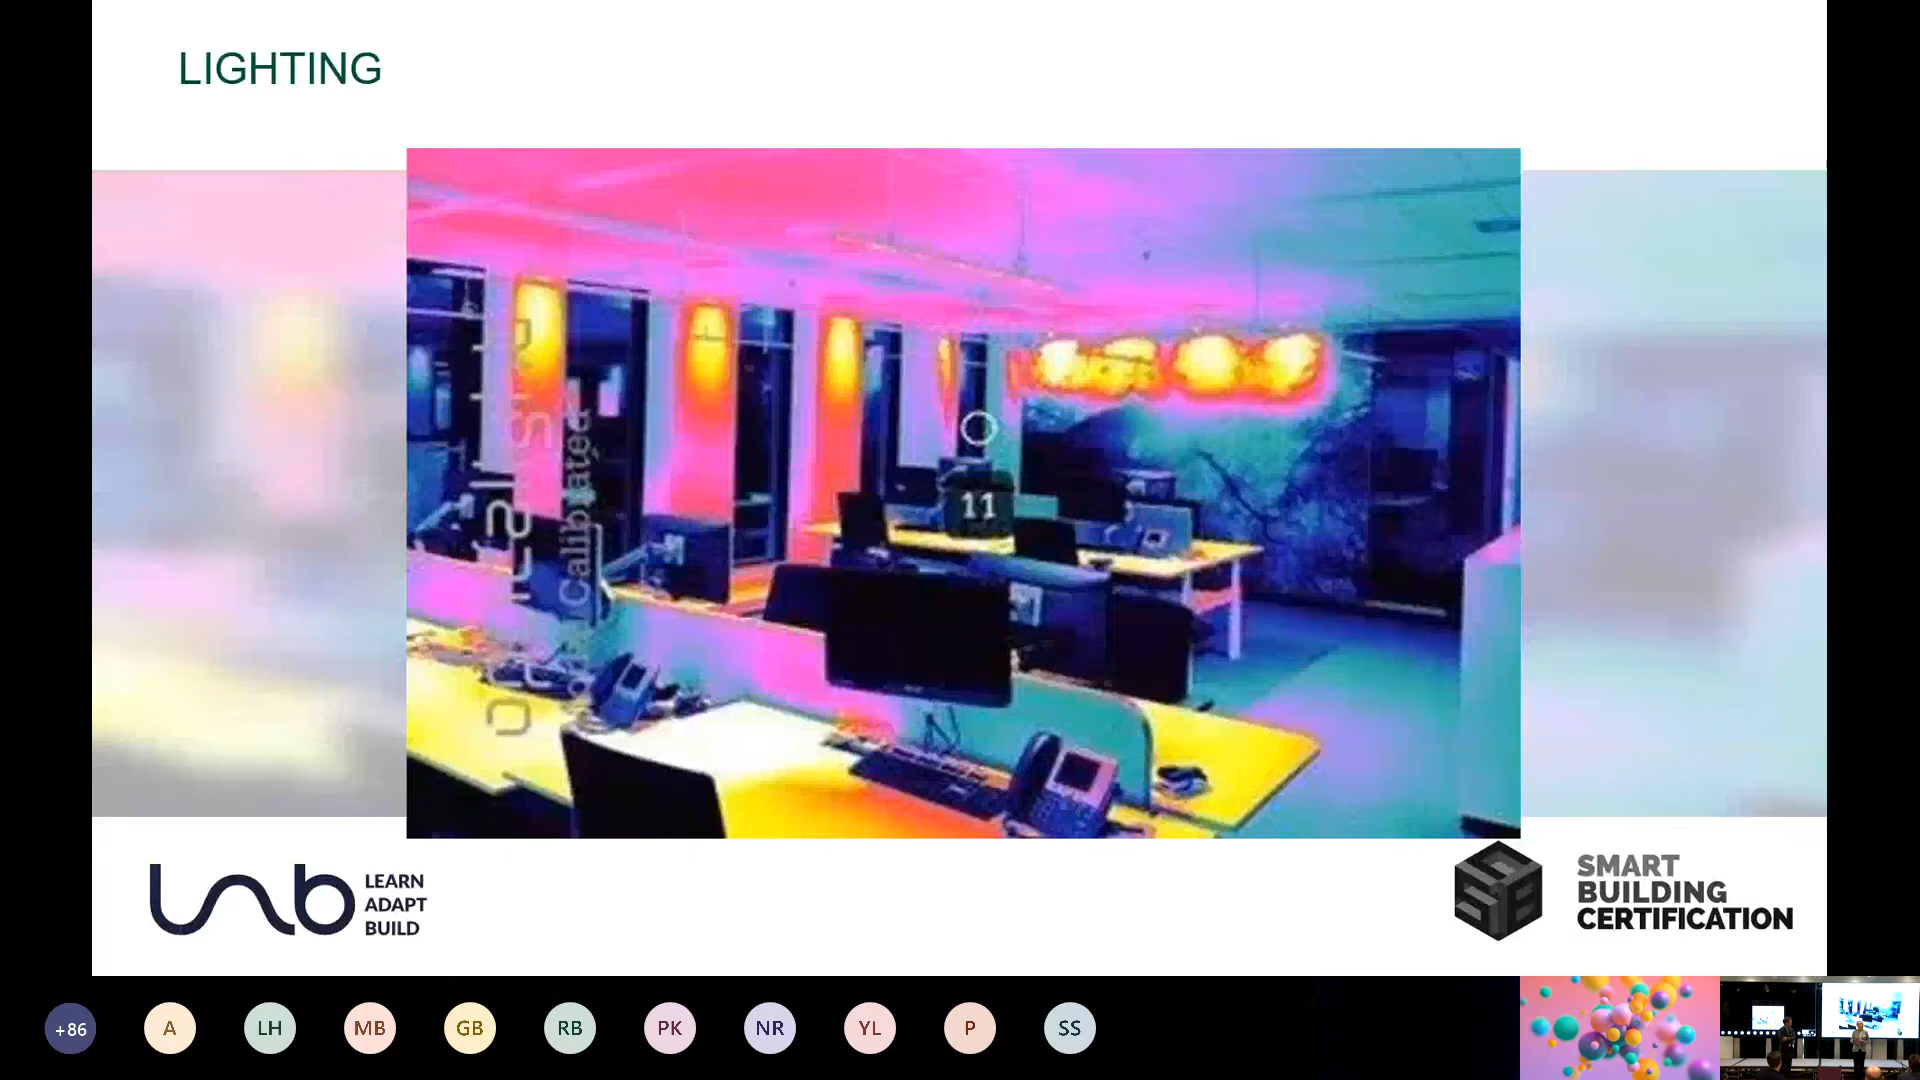 LIGHTING
11
Calibrated
LEARN
ADAPT
BUILD
SMART
BUILDING
CERTIFICATION
+86
A
LH
MB
GB
RB
PK
NR
YL
P
SS